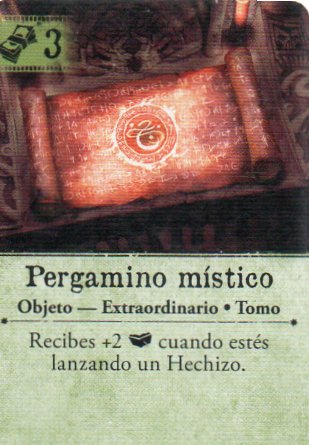 3
Pergamino místico
Objeto — Extraordinario • Tomo
Recibes +2 cuando estés
lanzando un Hechizo.